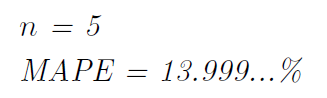 n = 5
MAPE = 13.999...%